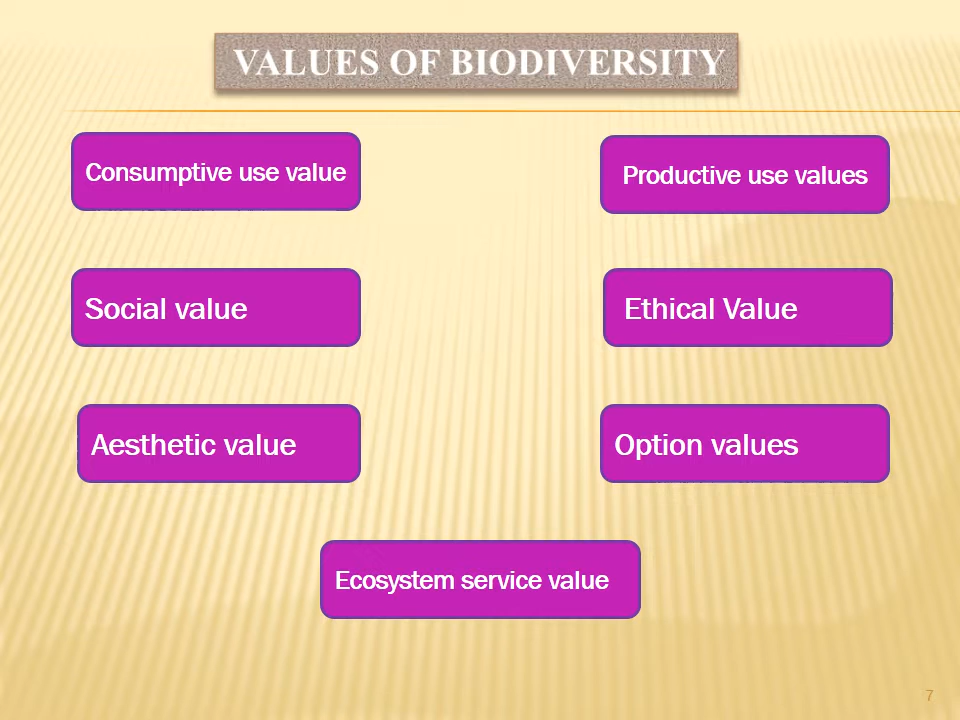 VALUES OF BIODIVERSITY
Consumptive use value
Productive use values
Social value
Ethical Value
Aesthetic value
Option values
Ecosystem service value
7